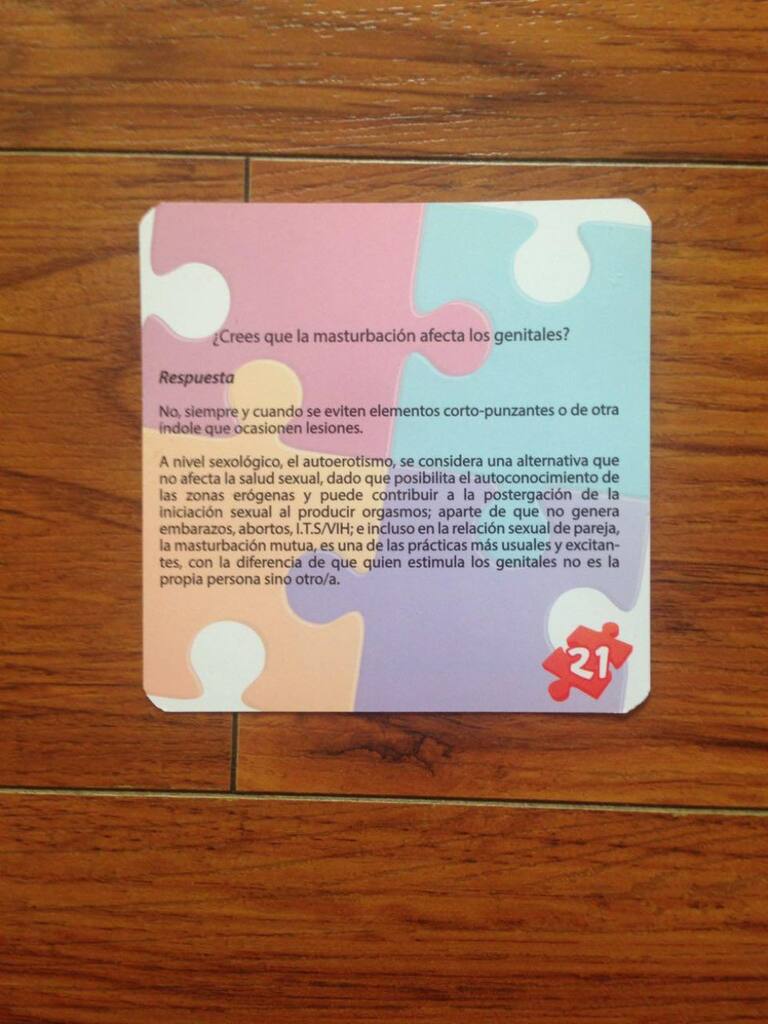 ¿Crees que la masturbación afecta los genitales?
Respuesta
No, siempre y cuando se eviten elementos corto-punzantes o de otra
índole que ocasionen lesiones.
A nivel sexológico, el autoerotismo, se considera una alternativa que
no afecta la salud sexual, dado que posibilita el autoconocimiento de
las zonas erógenas y puede contribuir a la postergación de la
iniciación sexual al producir orgasmos; aparte de que no genera
embarazos, abortos, I.T.S/VIH; e incluso en la relación sexual de pareja,
la masturbación mutua, es una de las prácticas más usuales y excitan-
tes, con la diferencia de que quien estimula los genitales no es la
propia persona sino otro/a.
21